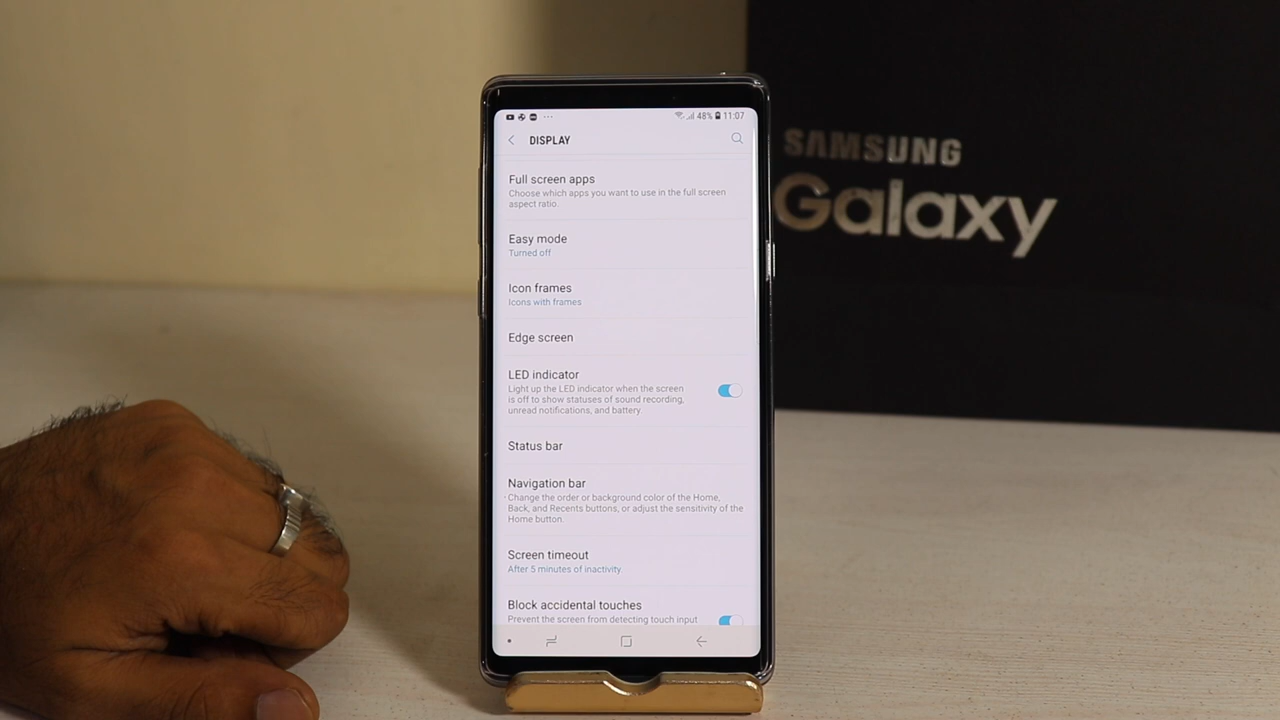 48% 11:07
DISPLAY
Full screen apps
Choose which apps you want to use in the full screen
aspect ratio.
Easy mode
Turned off
Icon frames
Icons with frames
Edge screen
LED indicator
Light up the LED indicator when the screen
is off to show statuses of sound recording,
unread notifications, and battery.
Status bar
Navigation bar
Change the order or background color of the Home,
Back, and Recents buttons, or adjust the sensitivity of the
Home button.
Screen timeout
After 5 minutes of inactivity.
Block accidental touches
Prevent the screen from detecting touch input
SAMSUNG
Galaxy